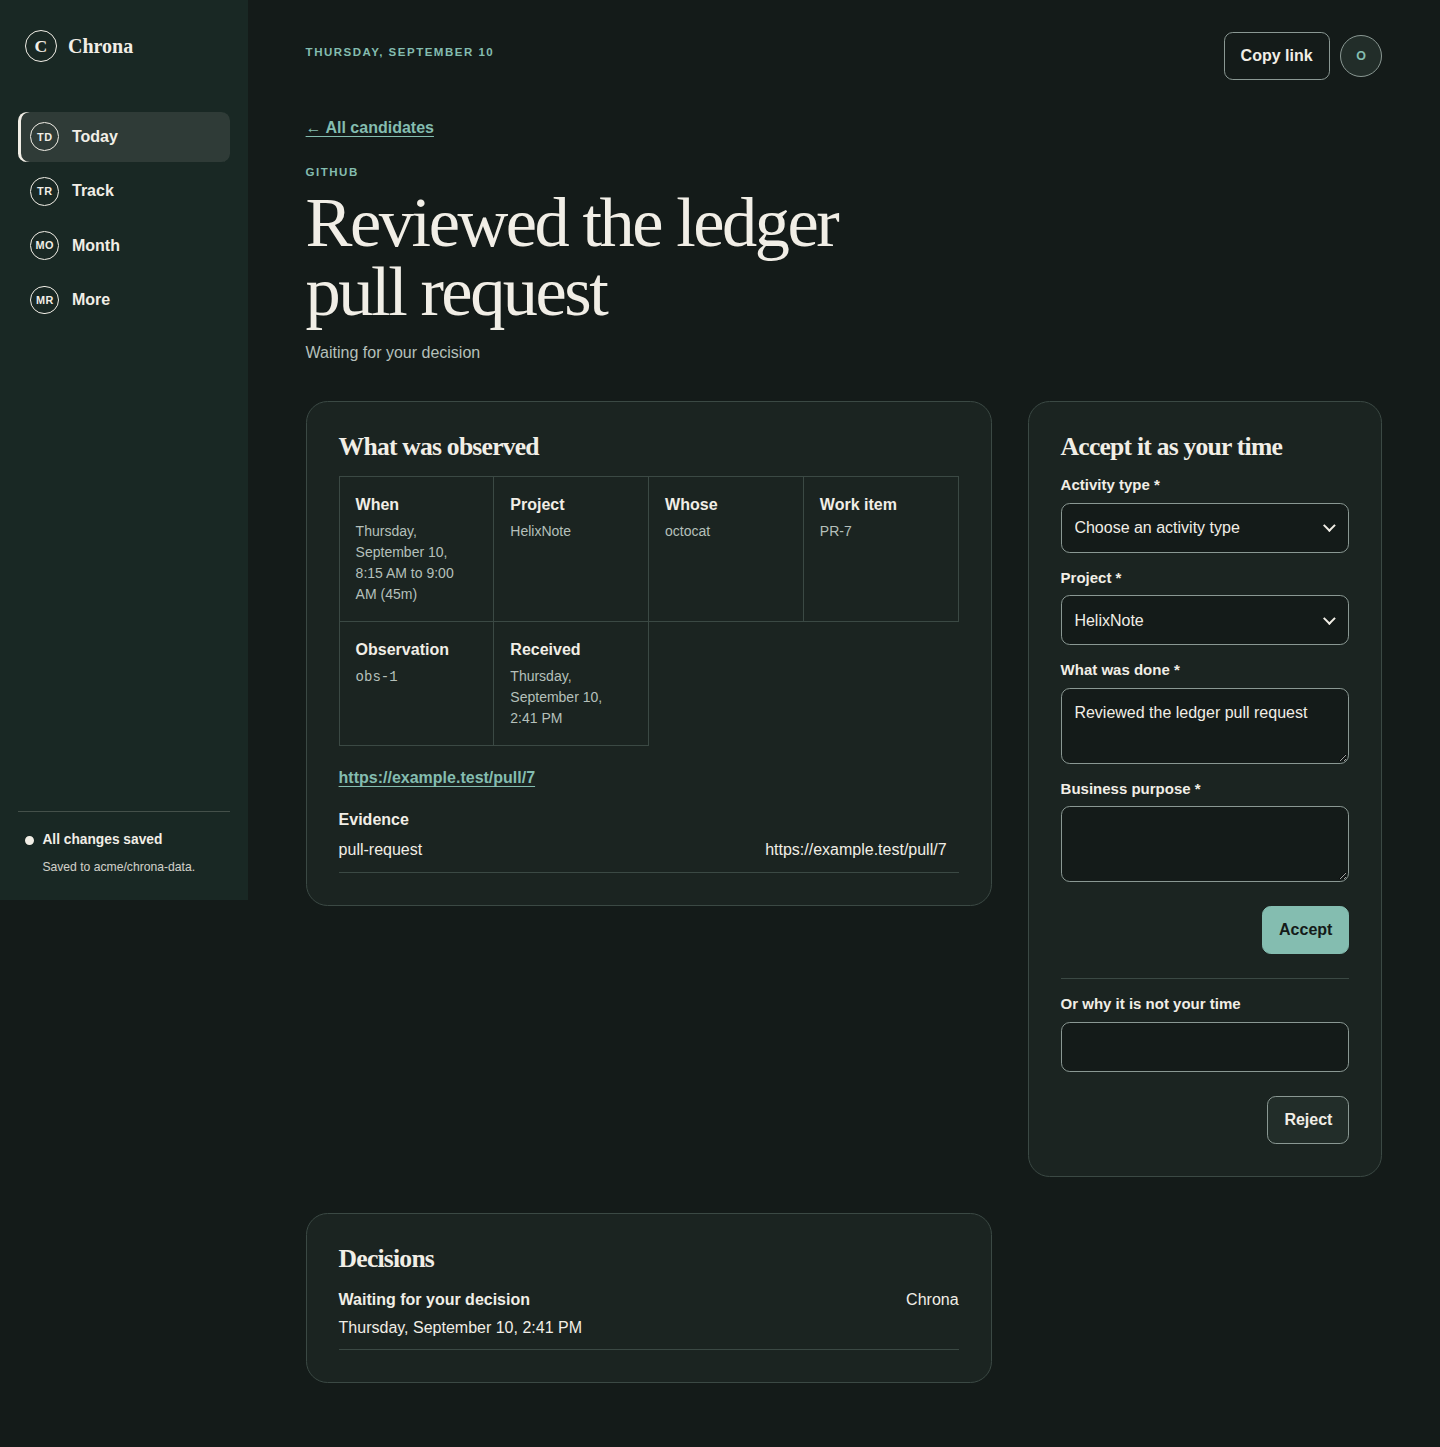 C Chrona
TD Today
TR Track
MO Month
MR More
All changes saved
Saved to acme/chrona-data.
THURSDAY, SEPTEMBER 10
Copy link
O
← All candidates
GITHUB
Reviewed the ledger
pull request
Waiting for your decision
What was observed
When
Thursday,
September 10,
8:15 AM to 9:00
AM (45m)
Project
HelixNote
Whose
octocat
Work item
PR-7
Observation
obs-1
Received
Thursday,
September 10,
2:41 PM
https://example.test/pull/7
Evidence
pull-request https://example.test/pull/7
Accept it as your time
Activity type *
Choose an activity type
Project *
HelixNote
What was done *
Reviewed the ledger pull request
Business purpose *
Accept
Or why it is not your time
Reject
Decisions
Waiting for your decision Chrona
Thursday, September 10, 2:41 PM